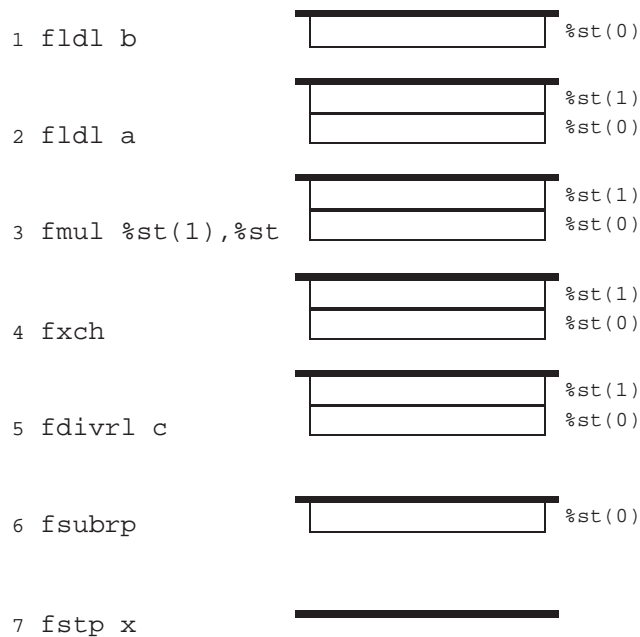 1 fldl b %st(0)
%st(1)
2 fldl a %st(0)
%st(1)
3 fmul %st(1),%st %st(0)
%st(1)
4 fxch %st(0)
%st(1)
5 fdivrl c %st(0)
6 fsubrp %st(0)
7 fstp x